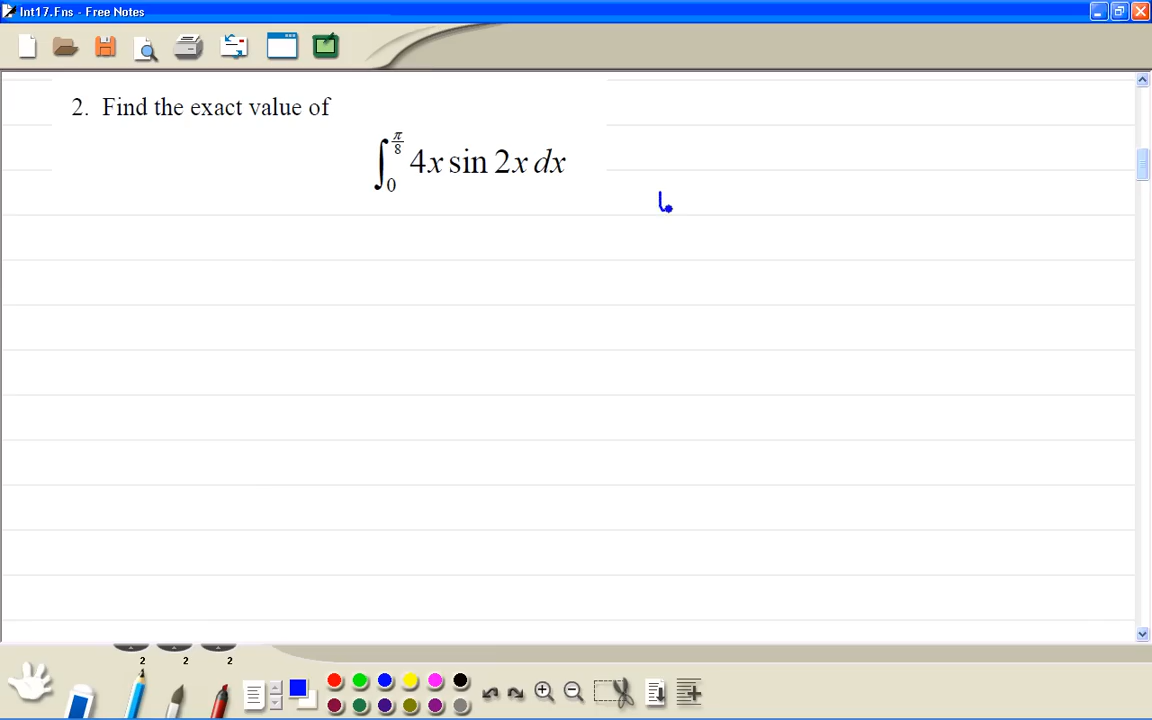 Int17.Fns - Free Notes
2. Find the exact value of
∫₀^{π/8} 4x sin 2x dx
2 2 2